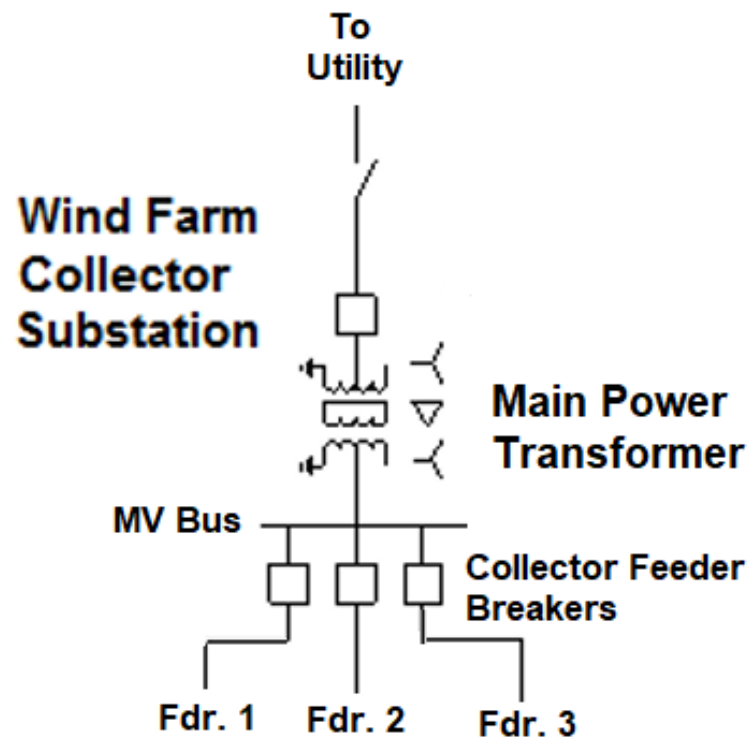 To
Utility
Wind Farm
Collector
Substation
Main Power
Transformer
MV Bus
Collector Feeder
Breakers
Fdr. 1
Fdr. 2
Fdr. 3